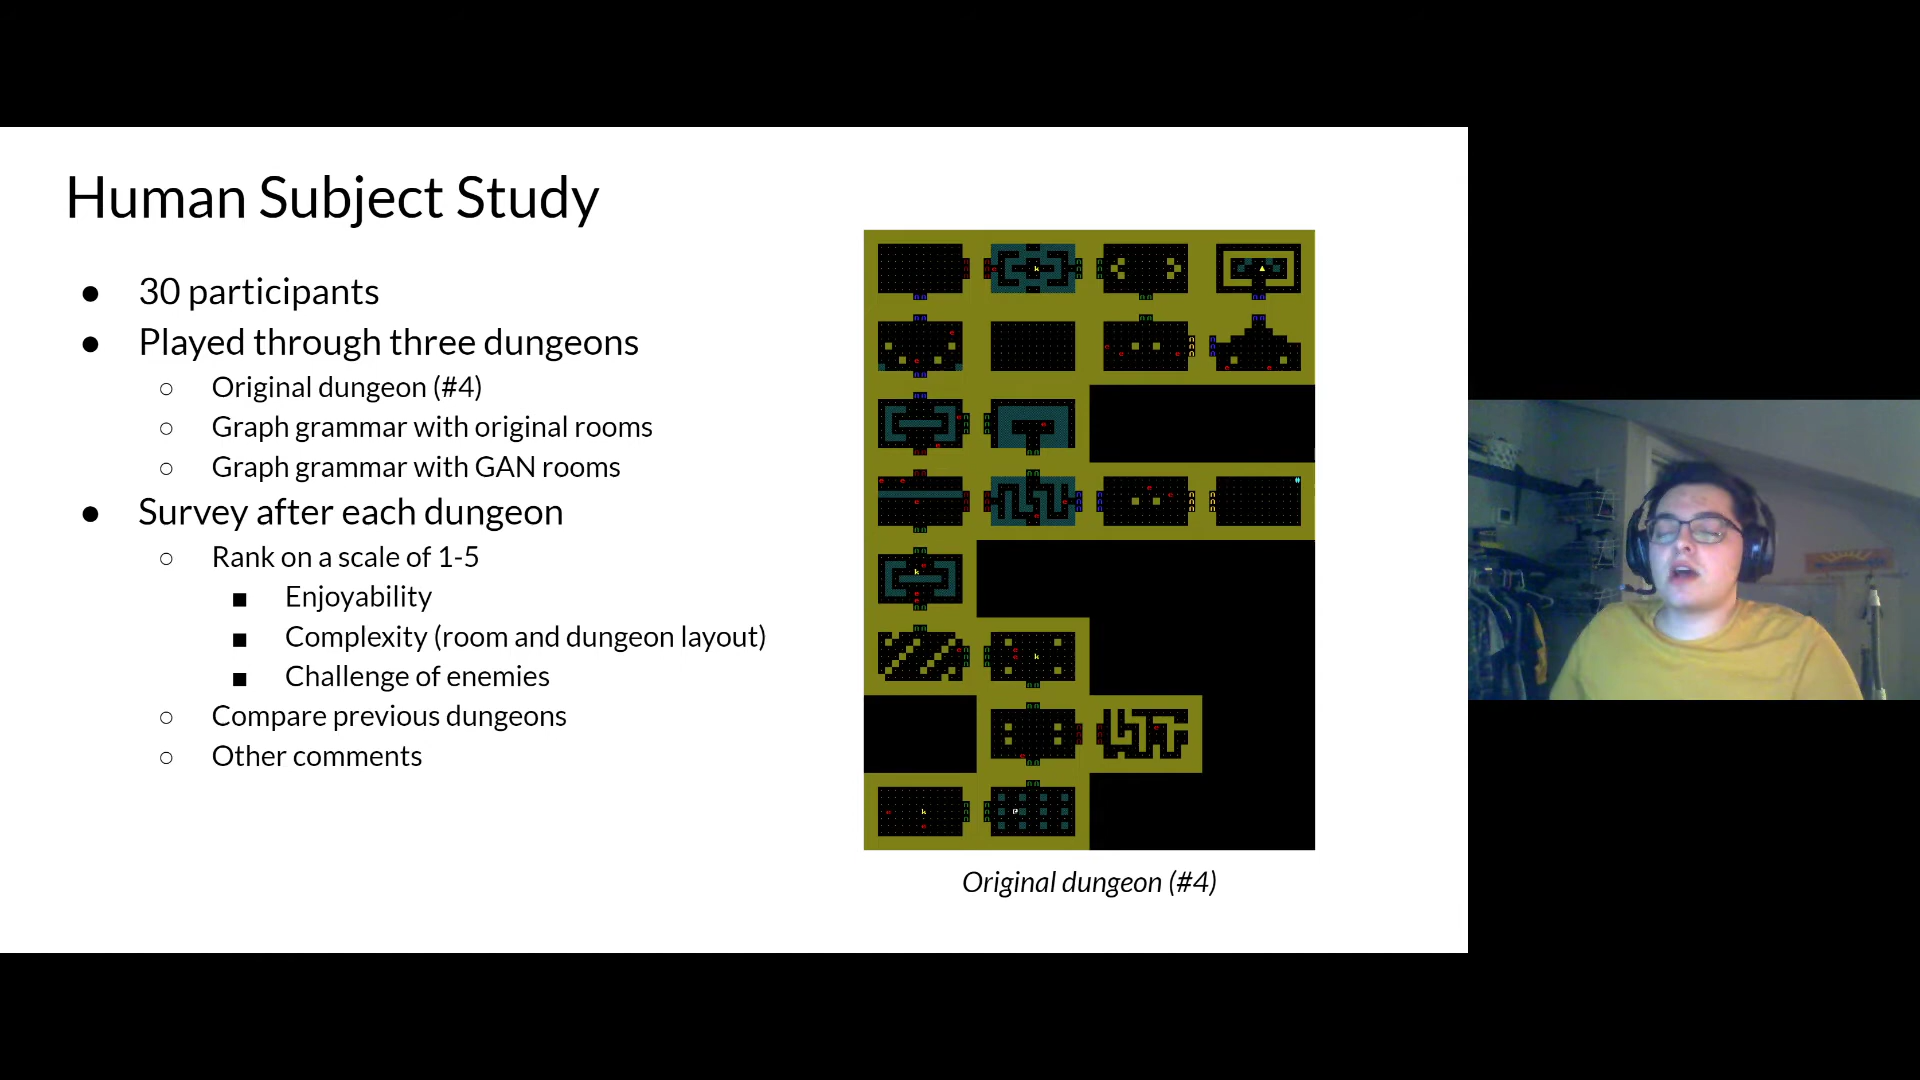 Human Subject Study
● 30 participants
● Played through three dungeons
○ Original dungeon (#4)
○ Graph grammar with original rooms
○ Graph grammar with GAN rooms
● Survey after each dungeon
○ Rank on a scale of 1-5
■ Enjoyability
■ Complexity (room and dungeon layout)
■ Challenge of enemies
○ Compare previous dungeons
○ Other comments
Original dungeon (#4)